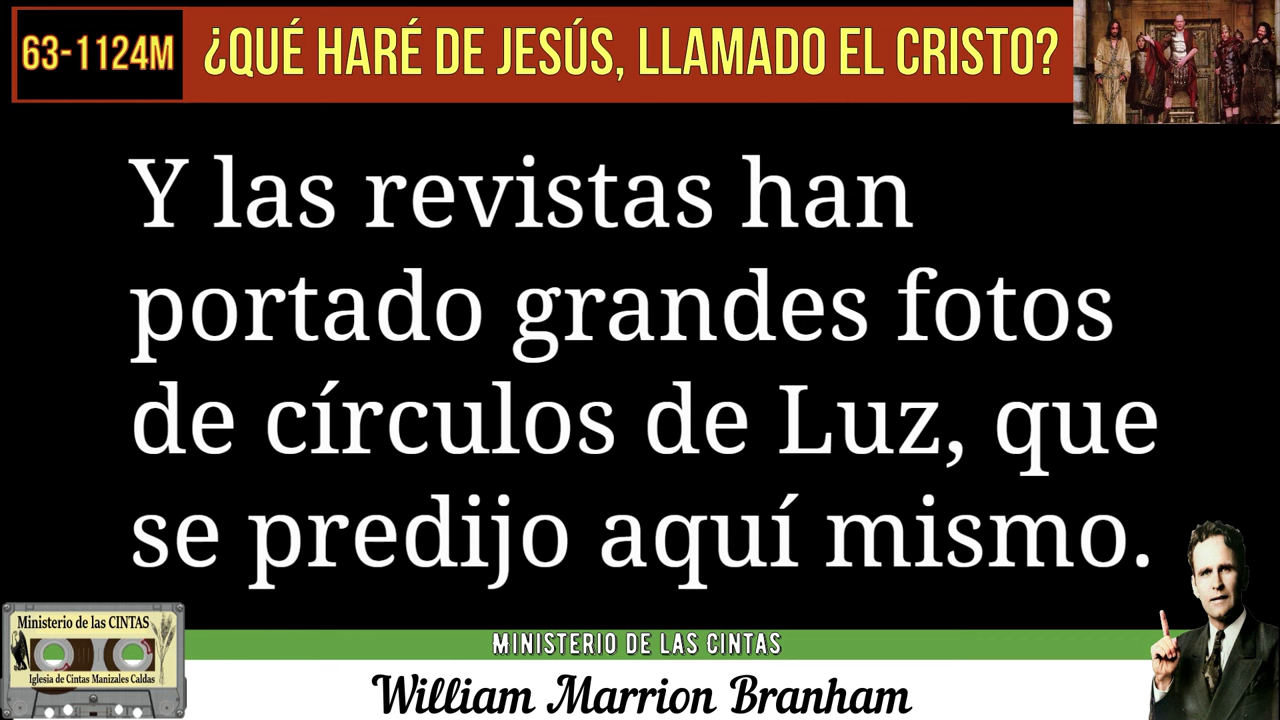 63-1124M
¿QUÉ HARÉ DE JESÚS, LLAMADO EL CRISTO?
Y las revistas han
portado grandes fotos
de círculos de Luz, que
se predijo aquí mismo.
Ministerio de las CINTAS
Iglesia de Cintas Manizales Caldas
MINISTERIO DE LAS CINTAS
William Marrion Branham